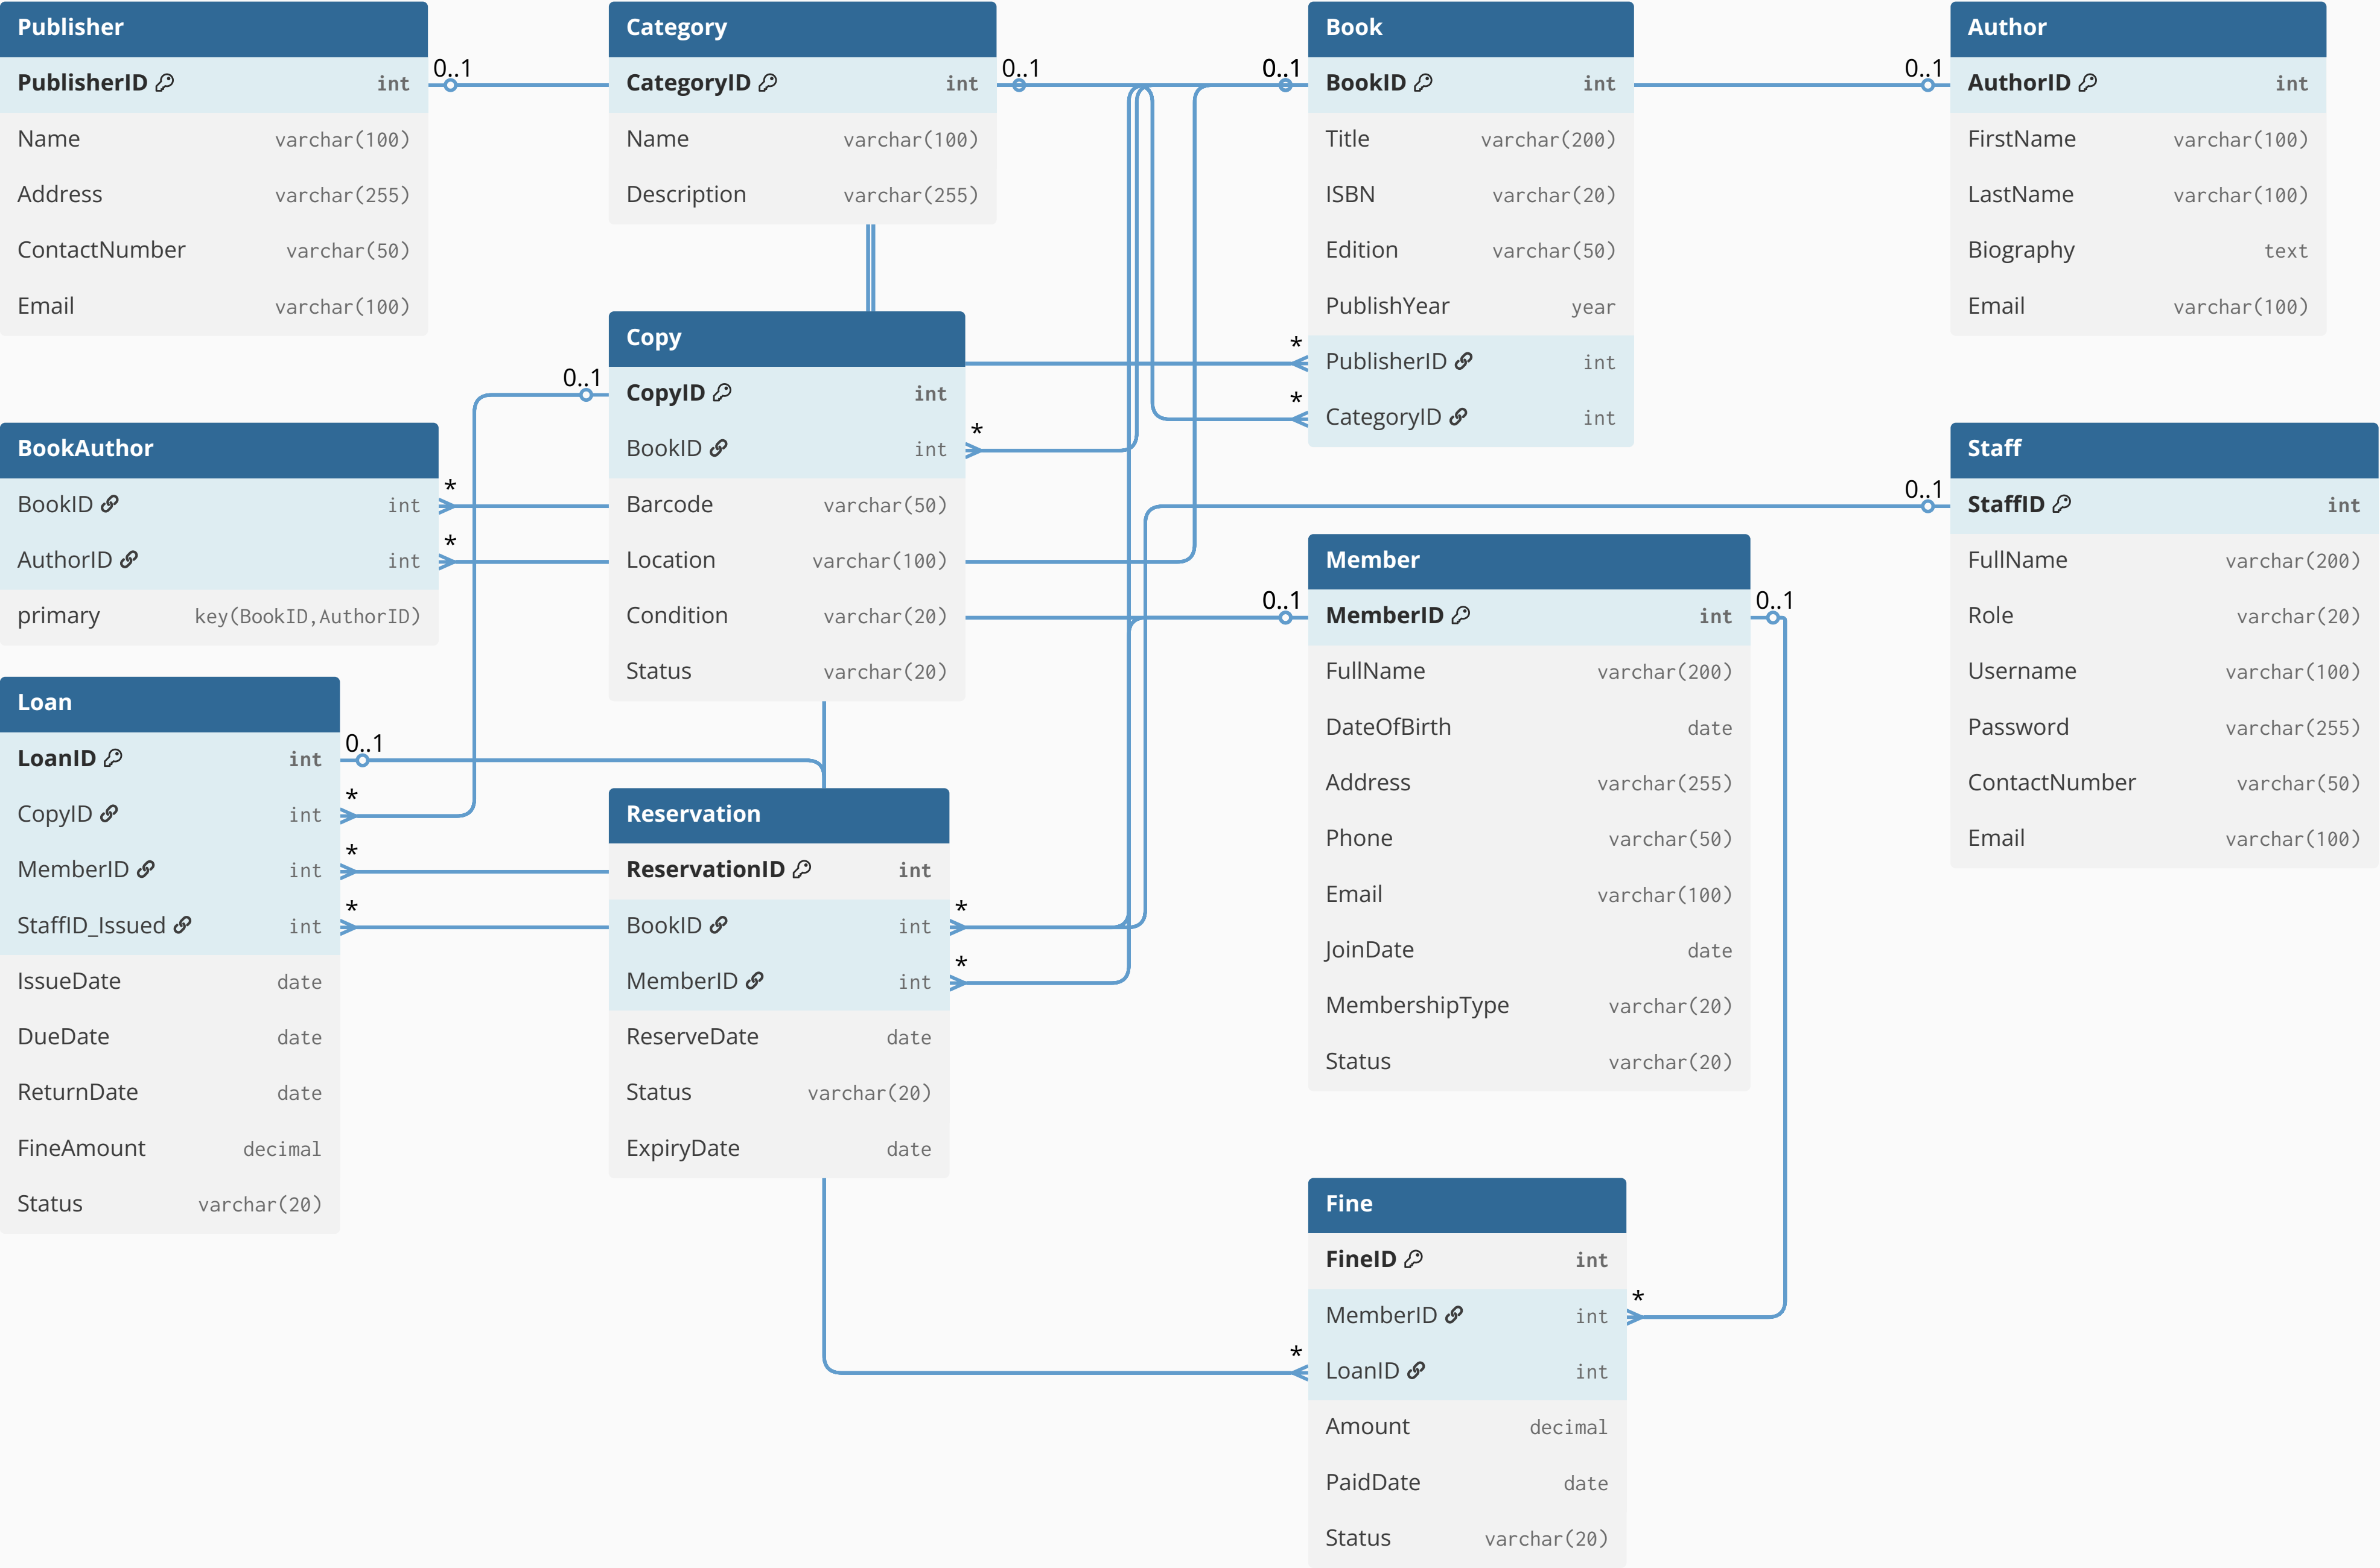 Publisher
PublisherID int
Name varchar(100)
Address varchar(255)
ContactNumber varchar(50)
Email varchar(100)
0..1
Category
CategoryID int
Name varchar(100)
Description varchar(255)
0..1
0..1
Book
BookID int
Title varchar(200)
ISBN varchar(20)
Edition varchar(50)
PublishYear year
* PublisherID int
* CategoryID int
0..1
Author
AuthorID int
FirstName varchar(100)
LastName varchar(100)
Biography text
Email varchar(100)
0..1
Copy
CopyID int
BookID int *
Barcode varchar(50)
Location varchar(100)
Condition varchar(20)
Status varchar(20)
BookAuthor
BookID int *
AuthorID int *
primary key(BookID,AuthorID)
0..1
Staff
StaffID int
FullName varchar(200)
Role varchar(20)
Username varchar(100)
Password varchar(255)
ContactNumber varchar(50)
Email varchar(100)
0..1
Member
MemberID int
0..1
FullName varchar(200)
DateOfBirth date
Address varchar(255)
Phone varchar(50)
Email varchar(100)
JoinDate date
MembershipType varchar(20)
Status varchar(20)
Loan
LoanID int
0..1
CopyID int *
MemberID int *
StaffID_Issued int *
IssueDate date
DueDate date
ReturnDate date
FineAmount decimal
Status varchar(20)
Reservation
ReservationID int
BookID int *
MemberID int *
ReserveDate date
Status varchar(20)
ExpiryDate date
Fine
FineID int
MemberID int *
* LoanID int
Amount decimal
PaidDate date
Status varchar(20)